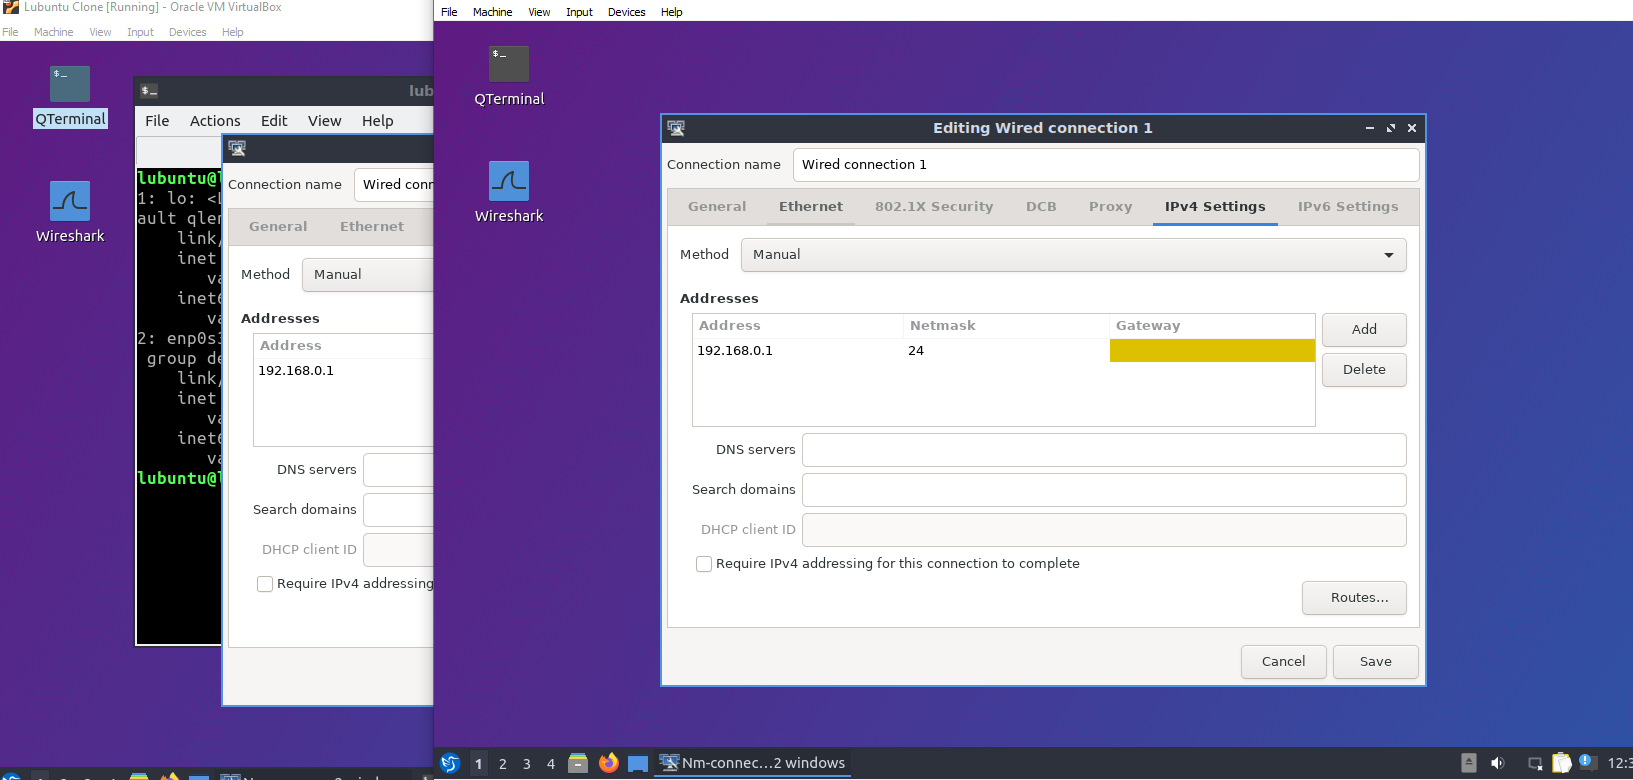 Lubuntu Clone [Running] - Oracle VM VirtualBox
File Machine View Input Devices Help
$_
QTerminal
Wireshark
$_
lub
File Actions Edit View Help
lubuntu@l
1: lo: <L
ault qler
link/
inet
va
inet6
va
2: enp0s3
group de
link/
inet
va
inet6
va
lubuntu@l
Connection name Wired conn
General Ethernet
Method Manual
Addresses
Address
192.168.0.1
DNS servers
Search domains
DHCP client ID
Require IPv4 addressing
File Machine View Input Devices Help
$_
QTerminal
Wireshark
Editing Wired connection 1
Connection name Wired connection 1
General Ethernet 802.1X Security DCB Proxy IPv4 Settings IPv6 Settings
Method Manual
Addresses
Address Netmask Gateway
192.168.0.1 24
Add
Delete
DNS servers
Search domains
DHCP client ID
Require IPv4 addressing for this connection to complete
Routes...
Cancel Save
1 2 3 4 Nm-connec...2 windows 12:3